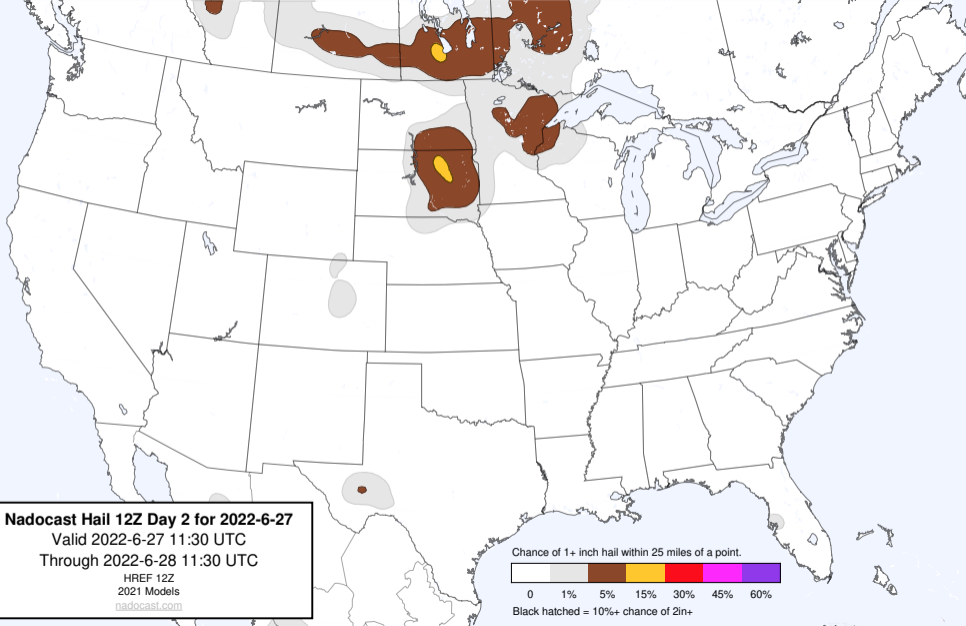 Nadocast Hail 12Z Day 2 for 2022-6-27
Valid 2022-6-27 11:30 UTC
Through 2022-6-28 11:30 UTC
HREF 12Z
2021 Models
nadocast.com
Chance of 1+ inch hail within 25 miles of a point.
0 1% 5% 15% 30% 45% 60%
Black hatched = 10%+ chance of 2in+